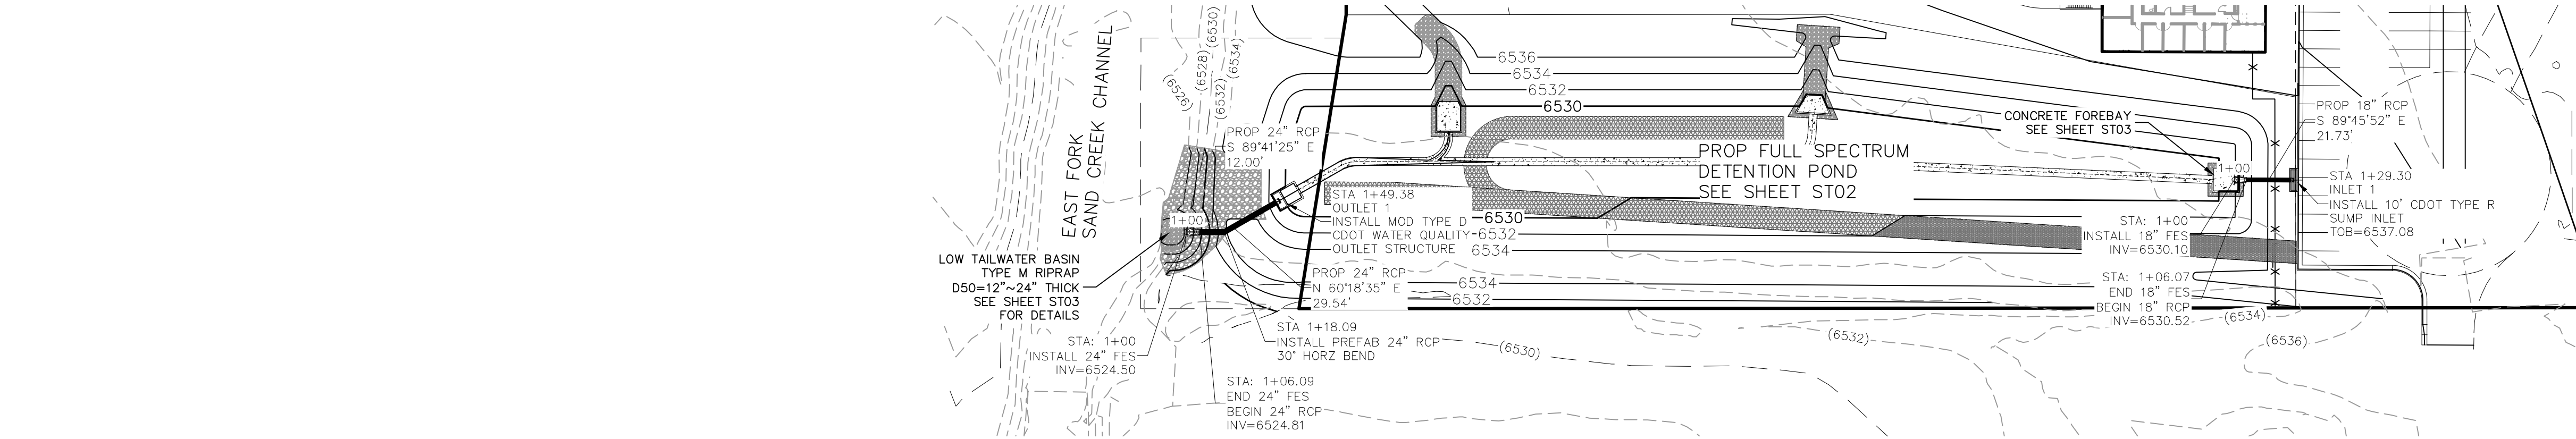 EAST FORK
SAND CREEK CHANNEL
(6526)
(6528)
(6530)
(6532)
(6534)
6536
6534
6532
6530
PROP 24" RCP
S 89°41'25" E
12.00'
CONCRETE FOREBAY
SEE SHEET ST03
PROP 18" RCP
S 89°45'52" E
21.73'
PROP FULL SPECTRUM
DETENTION POND
SEE SHEET ST02
1+00
STA 1+29.30
INLET 1
INSTALL 10' CDOT TYPE R
SUMP INLET
TOB=6537.08
STA 1+49.38
OUTLET 1
INSTALL MOD TYPE D
CDOT WATER QUALITY
OUTLET STRUCTURE
6530
6532
6534
1+00
STA: 1+00
INSTALL 18" FES
INV=6530.10
LOW TAILWATER BASIN
TYPE M RIPRAP
D50=12"~24" THICK
SEE SHEET ST03
FOR DETAILS
PROP 24" RCP
N 60°18'35" E
29.54'
6534
6532
STA: 1+06.07
END 18" FES
BEGIN 18" RCP
INV=6530.52
(6534)
STA: 1+00
INSTALL 24" FES
INV=6524.50
STA 1+18.09
INSTALL PREFAB 24" RCP
30° HORZ BEND
(6530)
(6532)
(6536)
STA: 1+06.09
END 24" FES
BEGIN 24" RCP
INV=6524.81